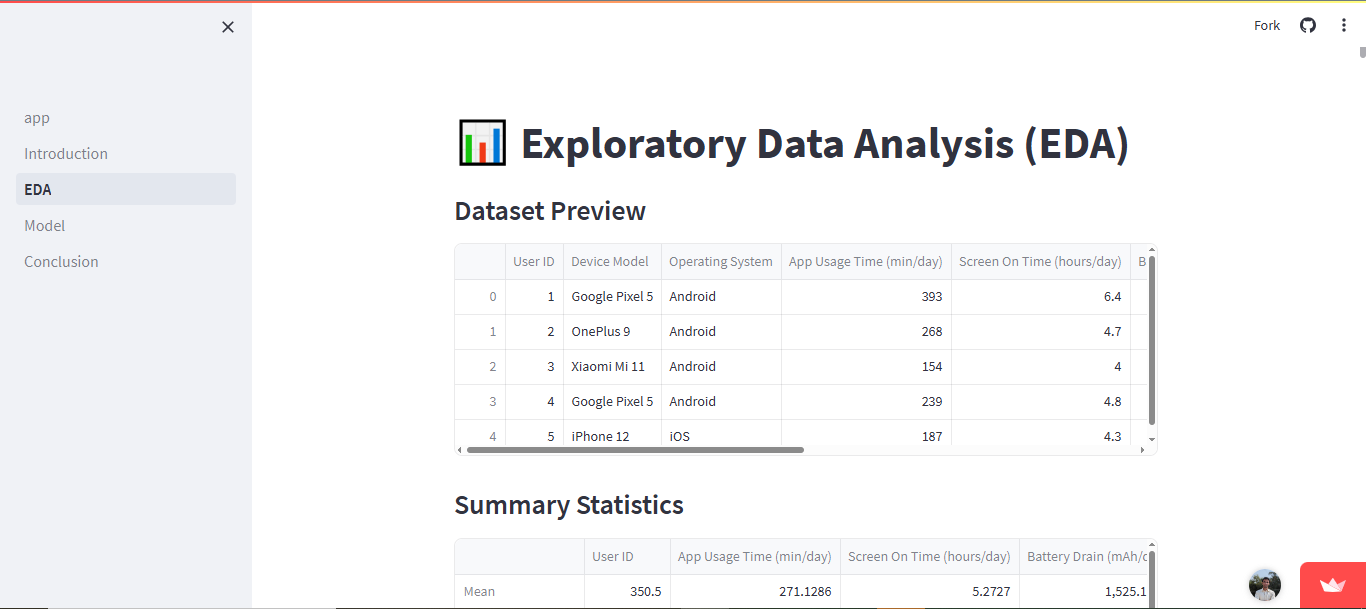 Fork
app
Introduction
EDA
Model
Conclusion
Exploratory Data Analysis (EDA)
Dataset Preview
User ID Device Model Operating System App Usage Time (min/day) Screen On Time (hours/day) B
0 1 Google Pixel 5 Android 393 6.4
1 2 OnePlus 9 Android 268 4.7
2 3 Xiaomi Mi 11 Android 154 4
3 4 Google Pixel 5 Android 239 4.8
4 5 iPhone 12 iOS 187 4.3
Summary Statistics
User ID App Usage Time (min/day) Screen On Time (hours/day) Battery Drain (mAh/d
Mean 350.5 271.1286 5.2727 1,525.1